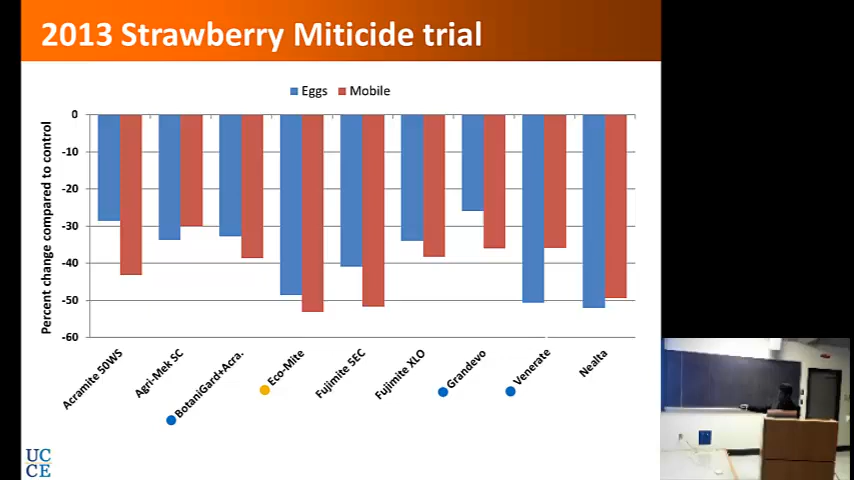 2013 Strawberry Miticide trial
Eggs Mobile
Percent change compared to control
0
-10
-20
-30
-40
-50
-60
Acramite 50WS
Agri-Mek SC
BotaniGard+Acra.
Eco-Mite
Fujimite 5EC
Fujimite XLO
Grandevo
Venerate
Nealta
UC
CE